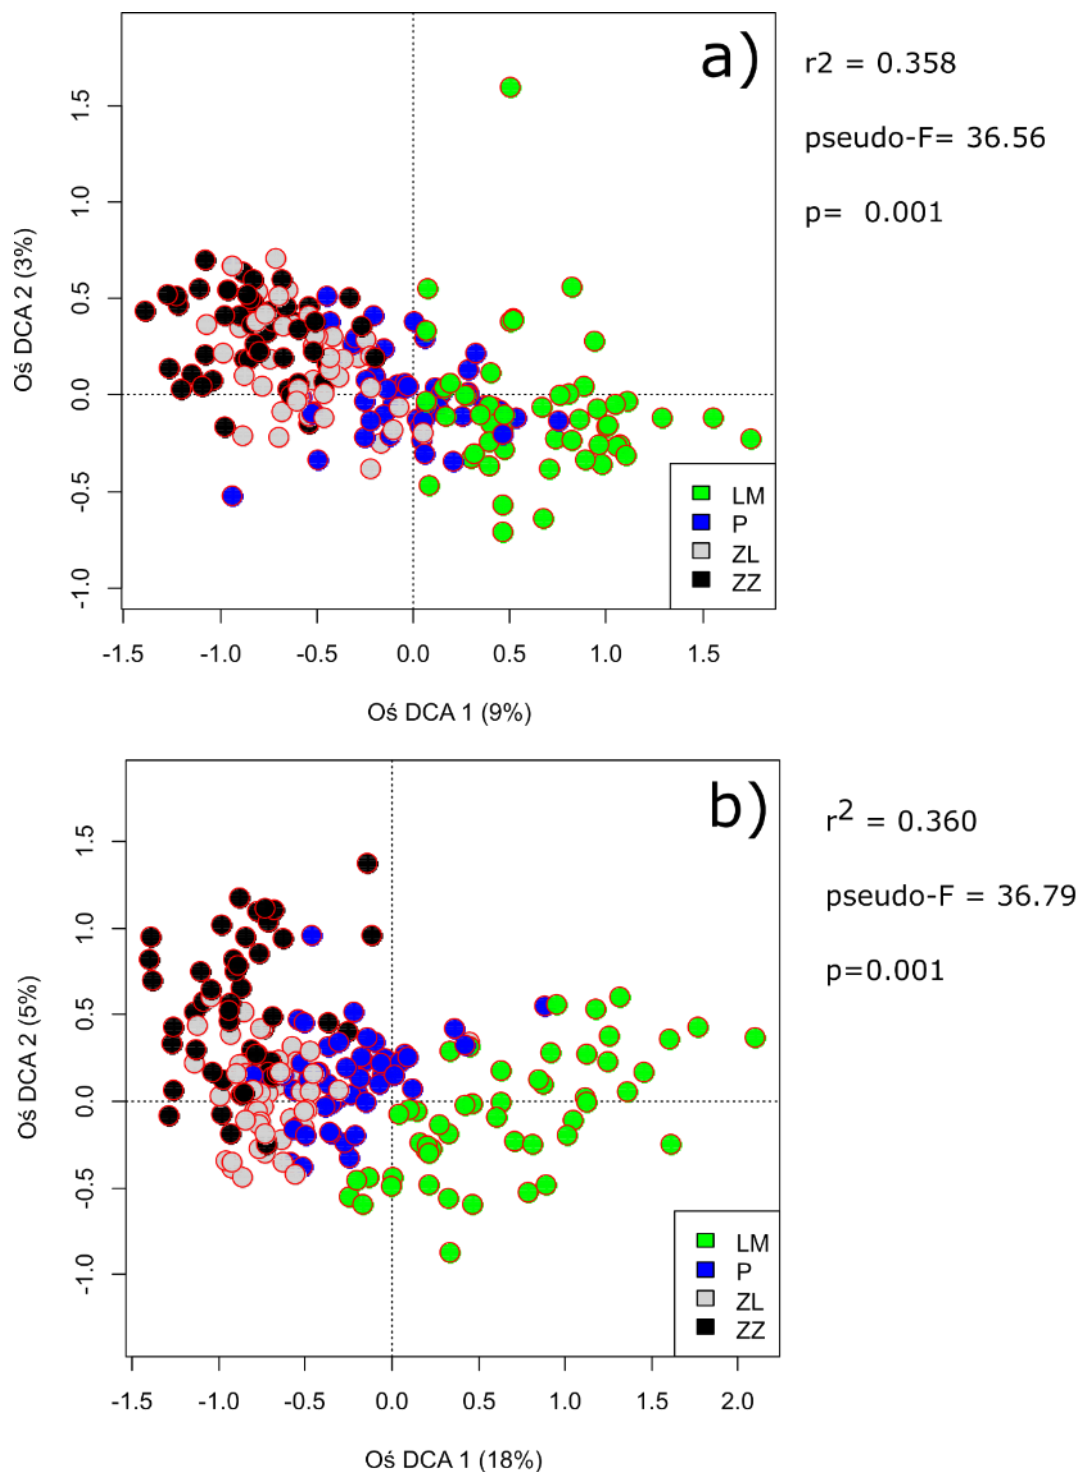 a)
r2 = 0.358
pseudo-F= 36.56
p= 0.001
Oś DCA 2 (3%)
1.5
1.0
0.5
0.0
-0.5
-1.0
LM
P
ZL
ZZ
-1.5 -1.0 -0.5 0.0 0.5 1.0 1.5
Oś DCA 1 (9%)
b)
r² = 0.360
pseudo-F = 36.79
p=0.001
Oś DCA 2 (5%)
1.5
1.0
0.5
0.0
-0.5
-1.0
LM
P
ZL
ZZ
-1.5 -1.0 -0.5 0.0 0.5 1.0 1.5 2.0
Oś DCA 1 (18%)